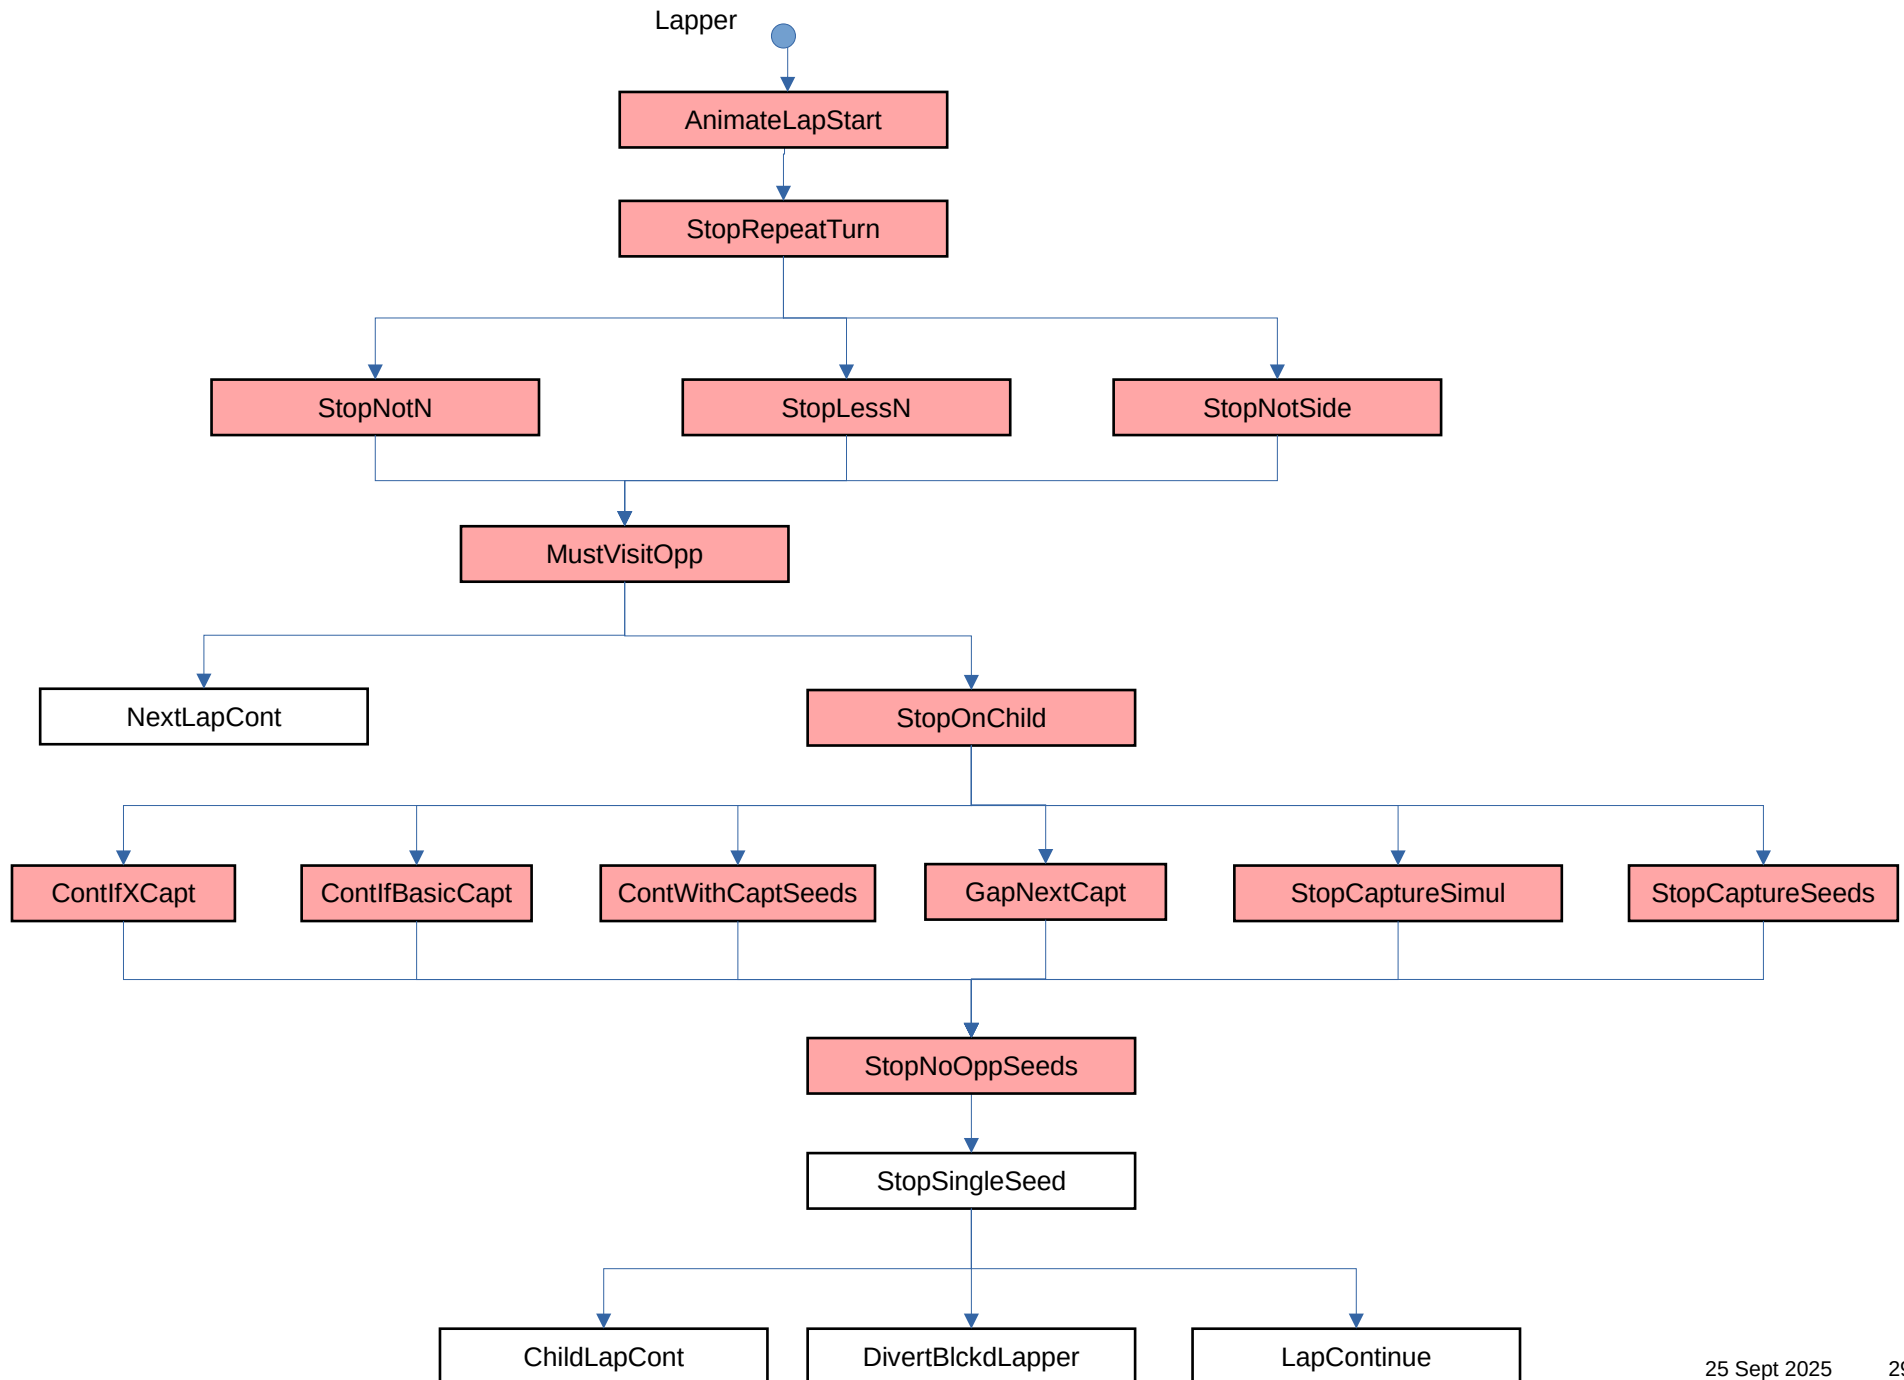 Lapper
AnimateLapStart
StopRepeatTurn
StopNotN
StopLessN
StopNotSide
MustVisitOpp
NextLapCont
StopOnChild
ContIfXCapt
ContIfBasicCapt
ContWithCaptSeeds
GapNextCapt
StopCaptureSimul
StopCaptureSeeds
StopNoOppSeeds
StopSingleSeed
ChildLapCont
DivertBlckdLapper
LapContinue
25 Sept 2025